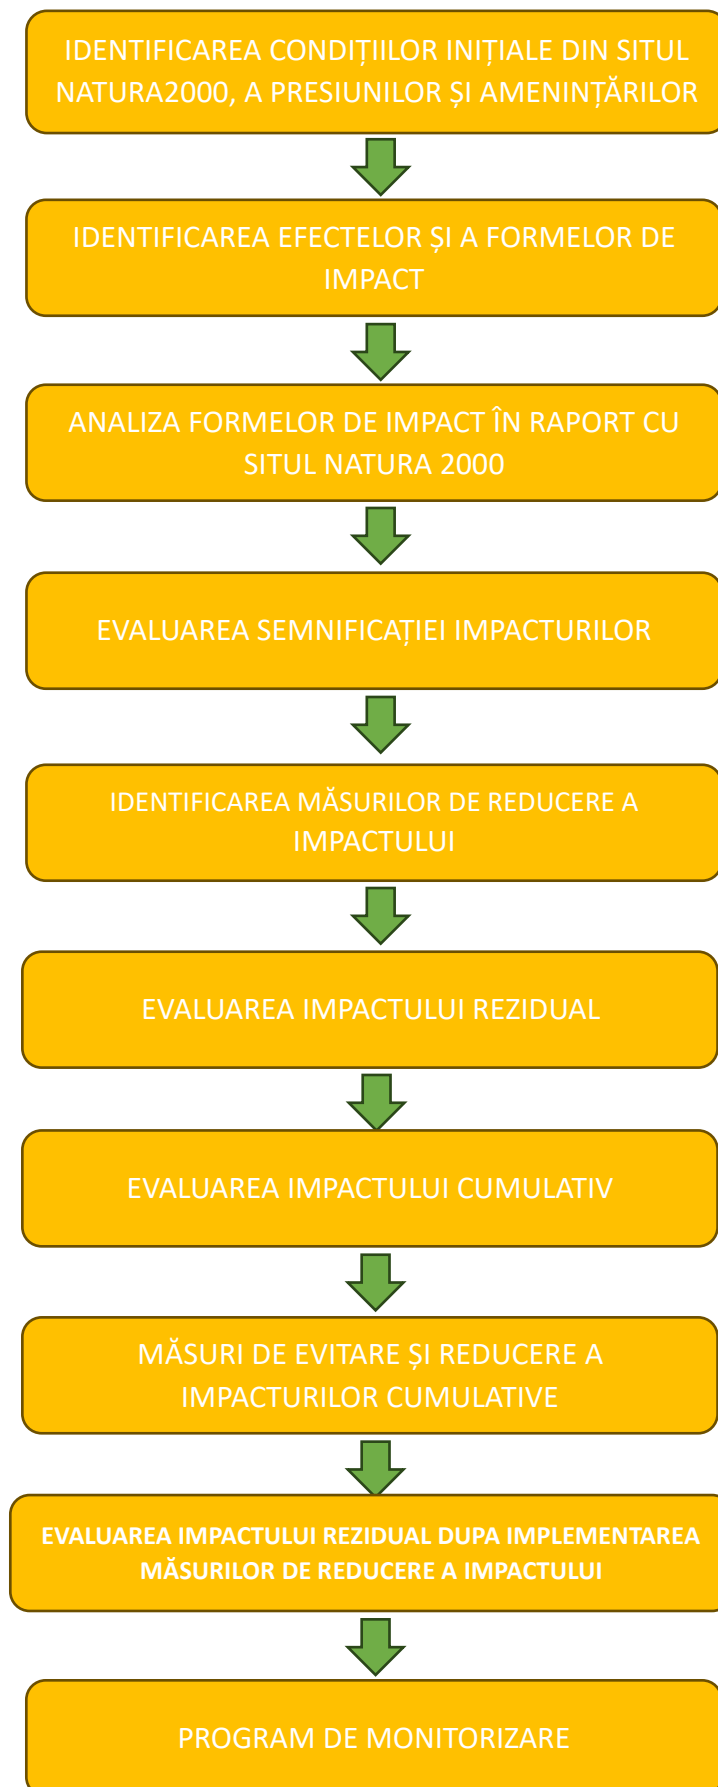 IDENTIFICAREA CONDIȚIILOR INIȚIALE DIN SITUL
NATURA2000, A PRESIUNILOR ȘI AMENINȚĂRILOR
IDENTIFICAREA EFECTELOR ȘI A FORMELOR DE
IMPACT
ANALIZA FORMELOR DE IMPACT ÎN RAPORT CU
SITUL NATURA 2000
EVALUAREA SEMNIFICAȚIEI IMPACTURILOR
IDENTIFICAREA MĂSURILOR DE REDUCERE A
IMPACTULUI
EVALUAREA IMPACTULUI REZIDUAL
EVALUAREA IMPACTULUI CUMULATIV
MĂSURI DE EVITARE ȘI REDUCERE A
IMPACTURILOR CUMULATIVE
EVALUAREA IMPACTULUI REZIDUAL DUPA IMPLEMENTAREA
MĂSURILOR DE REDUCERE A IMPACTULUI
PROGRAM DE MONITORIZARE